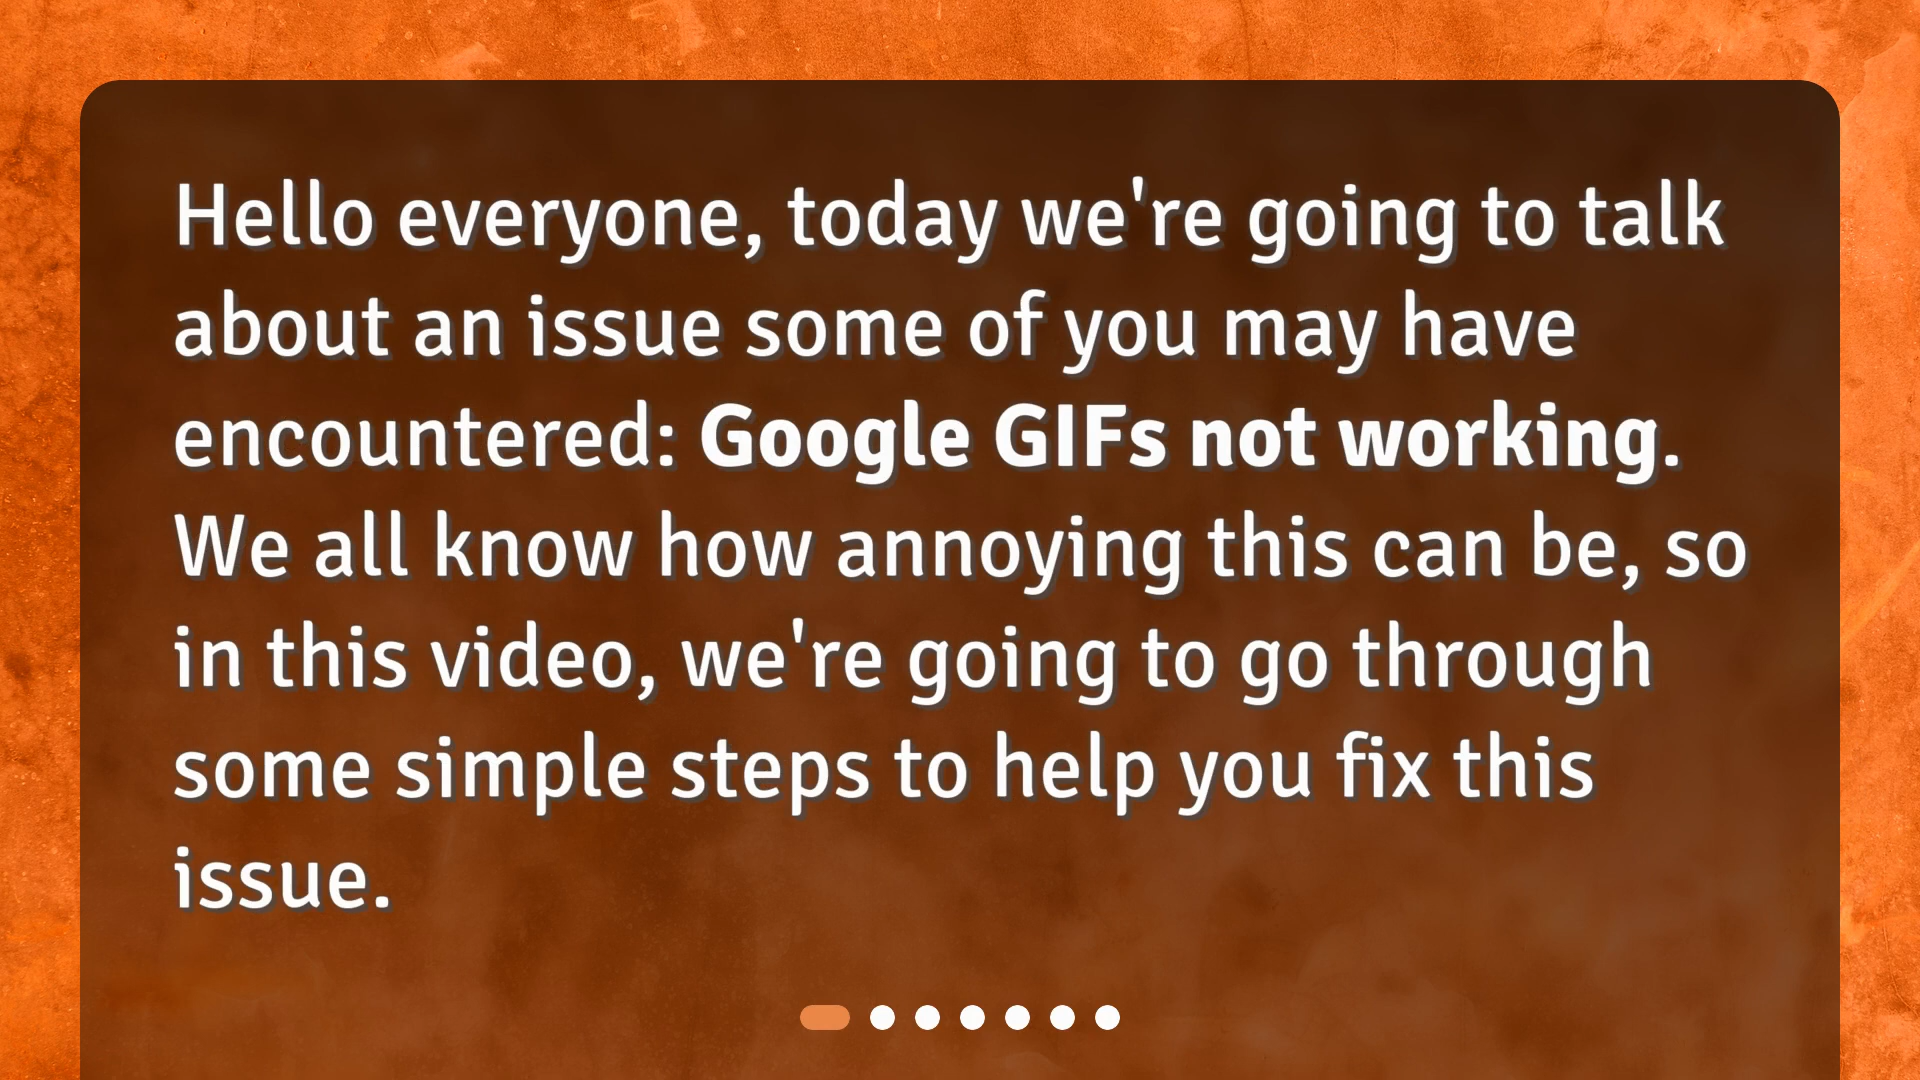 Hello everyone, today we're going to talk
about an issue some of you may have
encountered: Google GIFs not working.
We all know how annoying this can be, so
in this video, we're going to go through
some simple steps to help you fix this
issue.